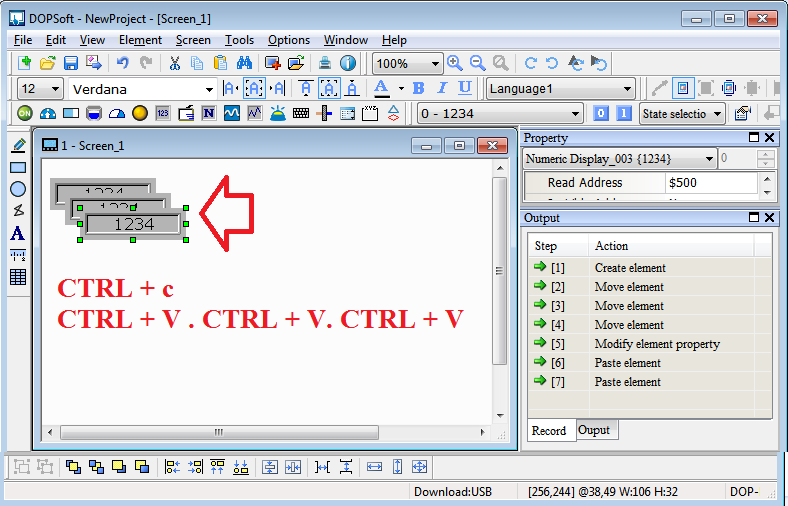 DOPSoft - NewProject - [Screen_1]
File Edit View Element Screen Tools Options Window Help
100%
12 Verdana A A A A A A A B I U Language1
ON 123 N XYZ 0 - 1234 0 1 State selectio
1 - Screen_1
1234
1234
1234
CTRL + c
CTRL + V . CTRL + V. CTRL + V
Property
Numeric Display_003 {1234} 0
Read Address $500
Output
Step Action
[1] Create element
[2] Move element
[3] Move element
[4] Move element
[5] Modify element property
[6] Paste element
[7] Paste element
Record Ouput
A
Download:USB [256,244] @38,49 W:106 H:32 DOP-